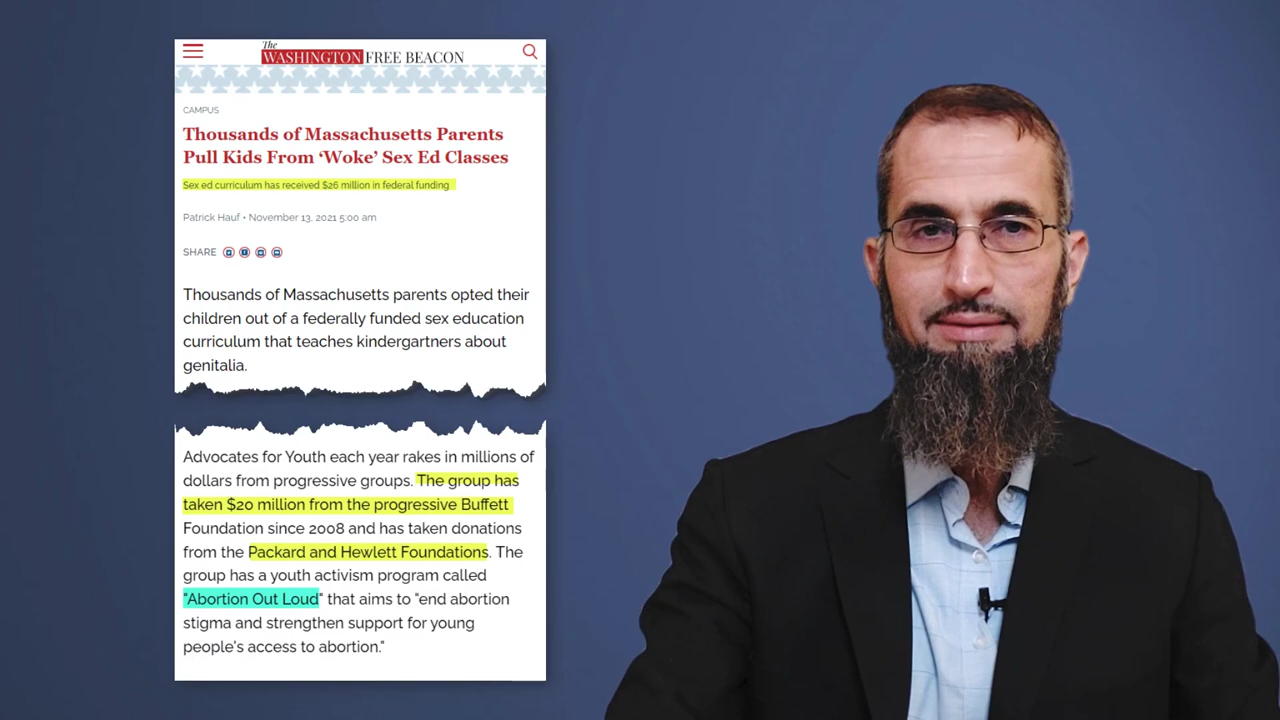 The
WASHINGTON FREE BEACON
CAMPUS
Thousands of Massachusetts Parents
Pull Kids From ‘Woke’ Sex Ed Classes
Sex ed curriculum has received $26 million in federal funding
Patrick Hauf • November 13, 2021 5:00 am
SHARE
Thousands of Massachusetts parents opted their
children out of a federally funded sex education
curriculum that teaches kindergartners about
genitalia.
Advocates for Youth each year rakes in millions of
dollars from progressive groups. The group has
taken $20 million from the progressive Buffett
Foundation since 2008 and has taken donations
from the Packard and Hewlett Foundations. The
group has a youth activism program called
"Abortion Out Loud" that aims to "end abortion
stigma and strengthen support for young
people's access to abortion."